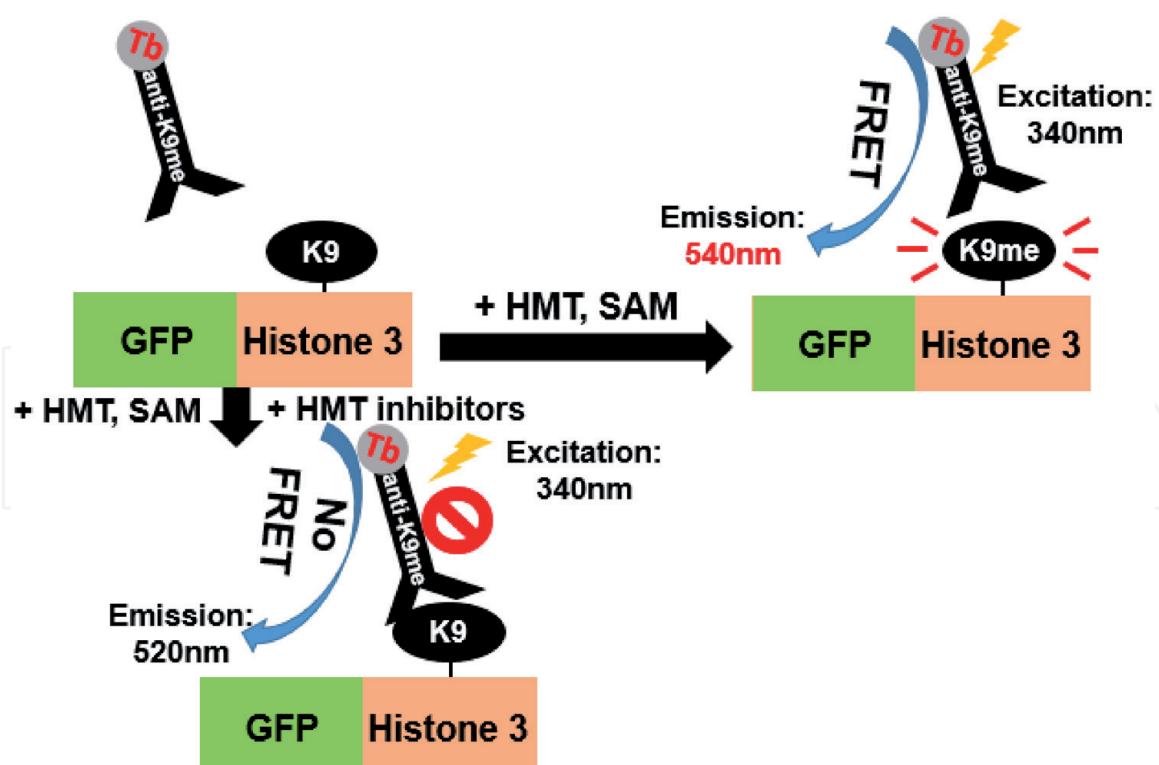 Tb
anti-K9me
K9
GFP
Histone 3
+ HMT, SAM
Tb
anti-K9me
Excitation:
340nm
FRET
Emission:
540nm
K9me
GFP
Histone 3
+ HMT, SAM
+ HMT inhibitors
Tb
anti-K9me
Excitation:
340nm
No
FRET
Emission:
520nm
K9
GFP
Histone 3